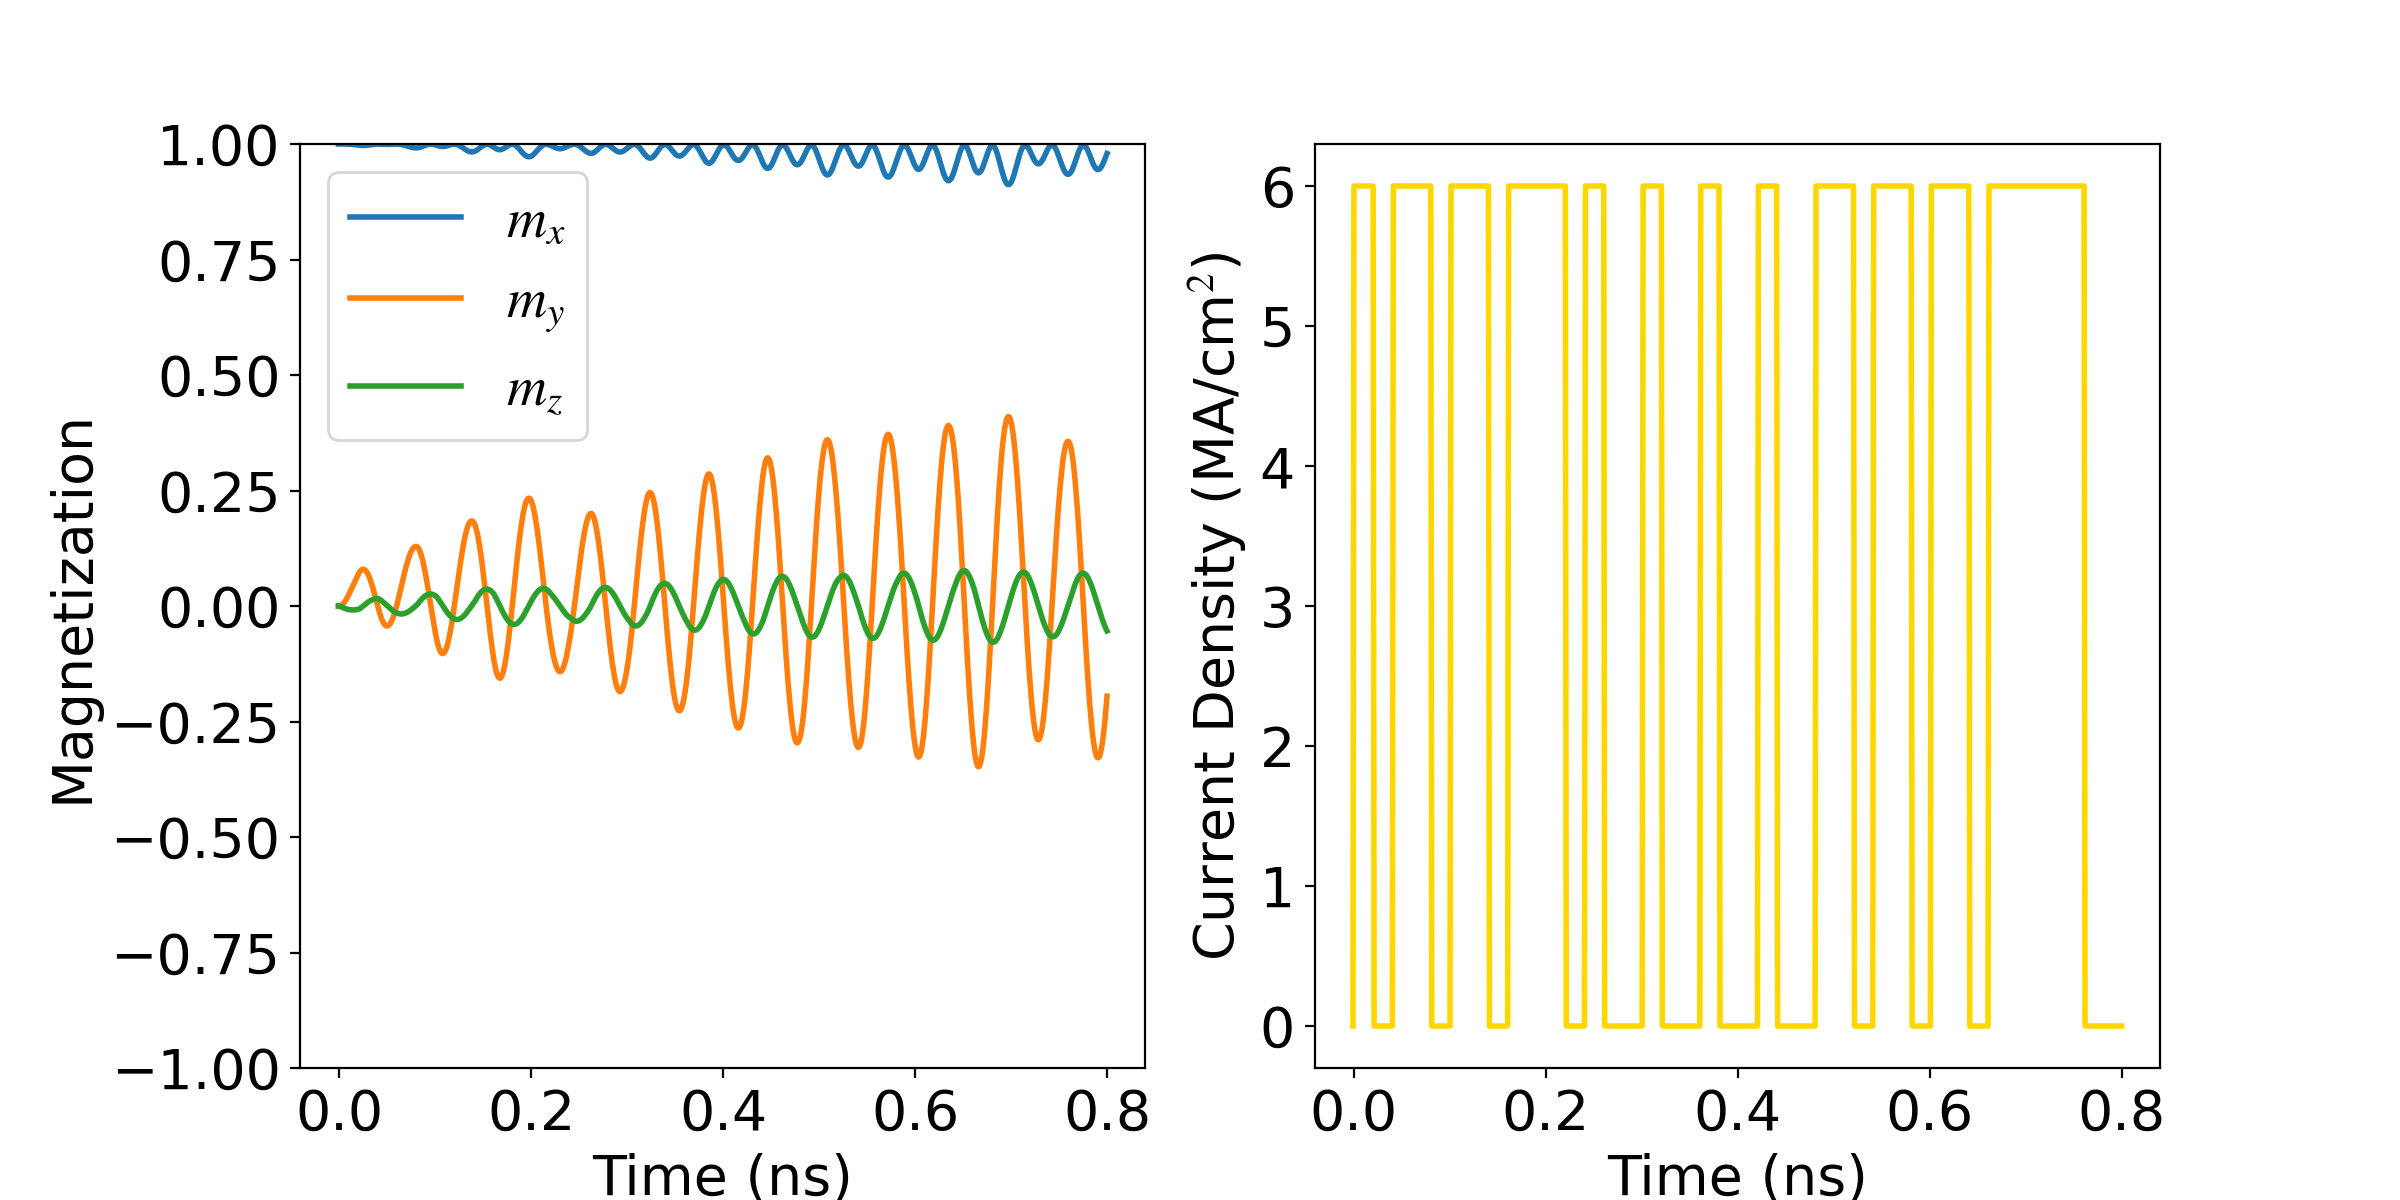 1.00
0.75
0.50
0.25
0.00
−0.25
−0.50
−0.75
−1.00
Magnetization
m_x
m_y
m_z
0.0 0.2 0.4 0.6 0.8
Time (ns)
6
5
4
3
2
1
0
Current Density (MA/cm²)
0.0 0.2 0.4 0.6 0.8
Time (ns)